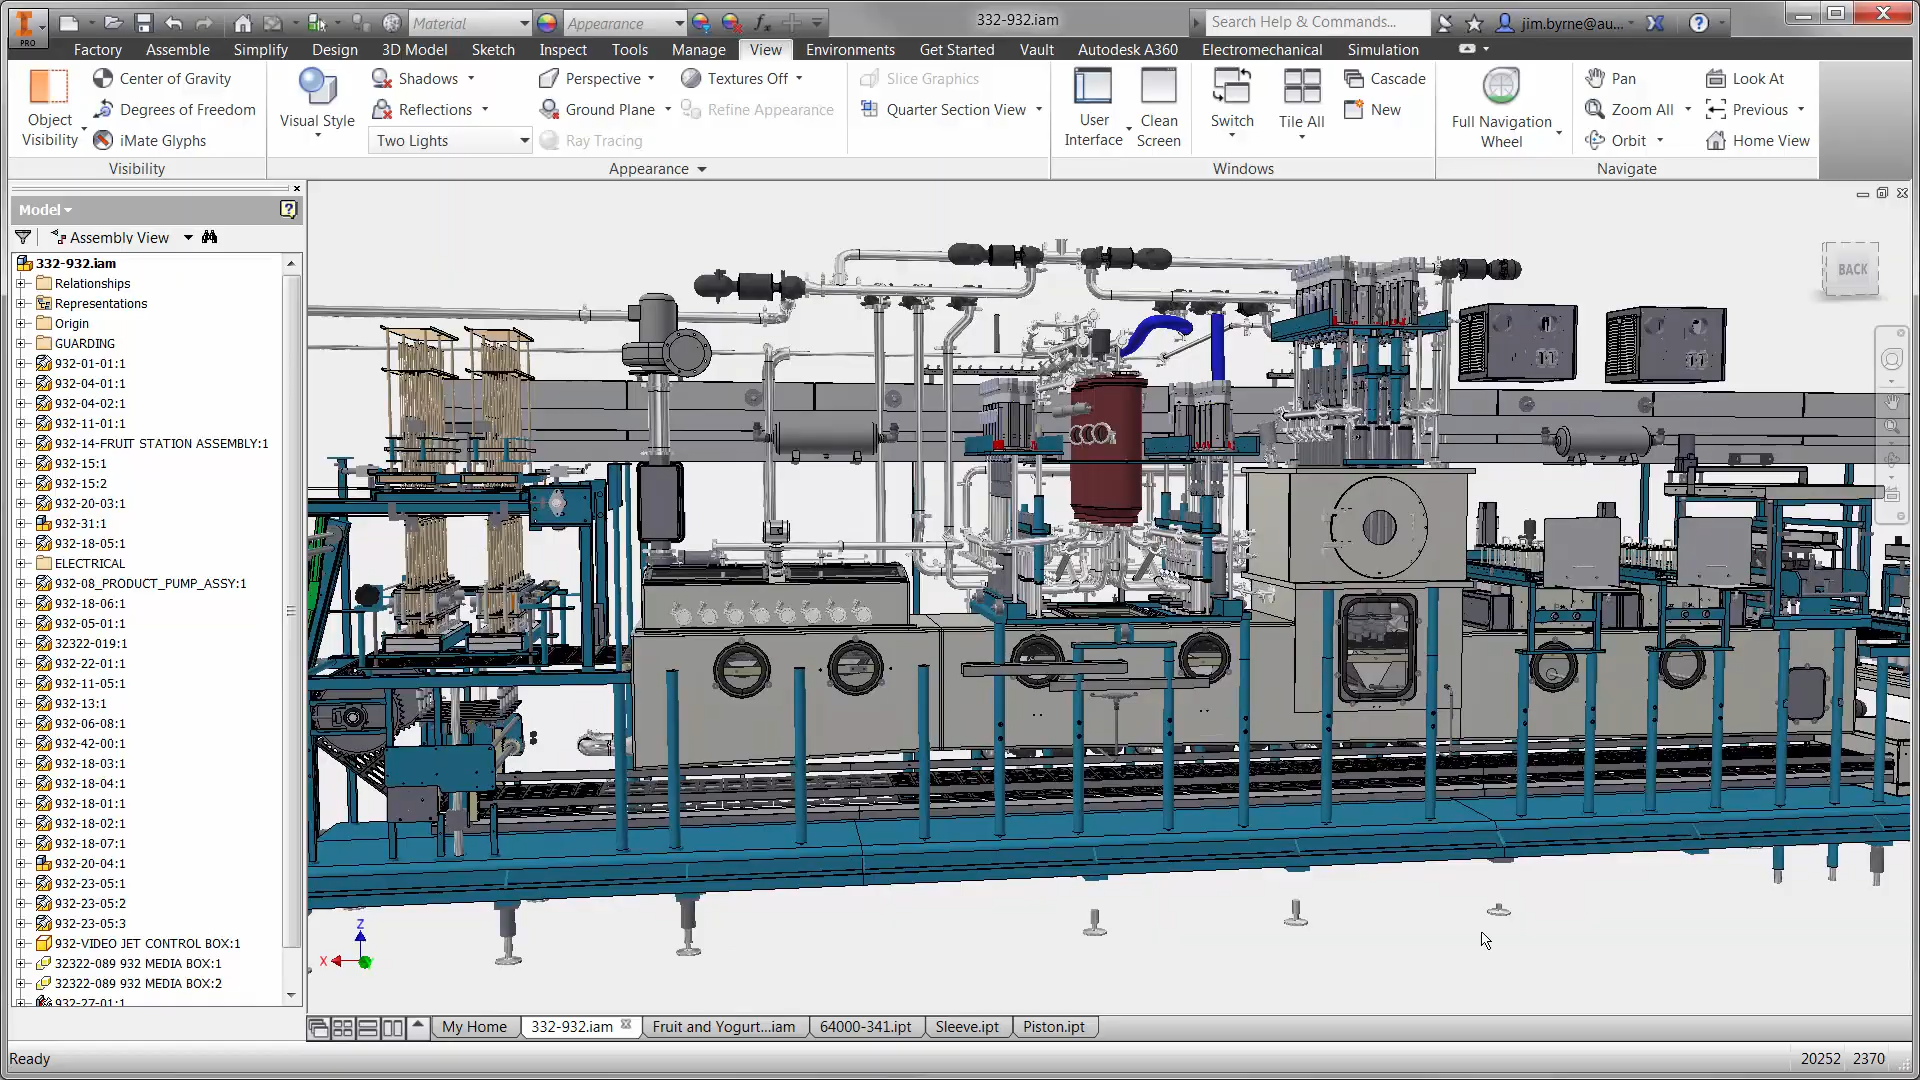 Material
Appearance
332-932.iam
Search Help & Commands...
jim.byrne@au...
PRO
Factory
Assemble
Simplify
Design
3D Model
Sketch
Inspect
Tools
Manage
View
Environments
Get Started
Vault
Autodesk A360
Electromechanical
Simulation
Object
Visibility
Center of Gravity
Degrees of Freedom
iMate Glyphs
Visibility
Visual Style
Shadows
Reflections
Two Lights
Perspective
Ground Plane
Ray Tracing
Textures Off
Refine Appearance
Appearance
Slice Graphics
Quarter Section View
User
Interface
Clean
Screen
Switch
Tile All
Cascade
New
Windows
Full Navigation
Wheel
Pan
Zoom All
Orbit
Look At
Previous
Home View
Navigate
Model
Assembly View
332-932.iam
Relationships
Representations
Origin
GUARDING
932-01-01:1
932-04-01:1
932-04-02:1
932-11-01:1
932-14-FRUIT STATION ASSEMBLY:1
932-15:1
932-15:2
932-20-03:1
932-31:1
932-18-05:1
ELECTRICAL
932-08_PRODUCT_PUMP_ASSY:1
932-18-06:1
932-05-01:1
32322-019:1
932-22-01:1
932-11-05:1
932-13:1
932-06-08:1
932-42-00:1
932-18-03:1
932-18-04:1
932-18-01:1
932-18-02:1
932-18-07:1
932-20-04:1
932-23-05:1
932-23-05:2
932-23-05:3
932-VIDEO JET CONTROL BOX:1
32322-089 932 MEDIA BOX:1
32322-089 932 MEDIA BOX:2
932-27-01:1
BACK
Z
X
My Home
332-932.iam
Fruit and Yogurt...iam
64000-341.ipt
Sleeve.ipt
Piston.ipt
Ready
20252 2370